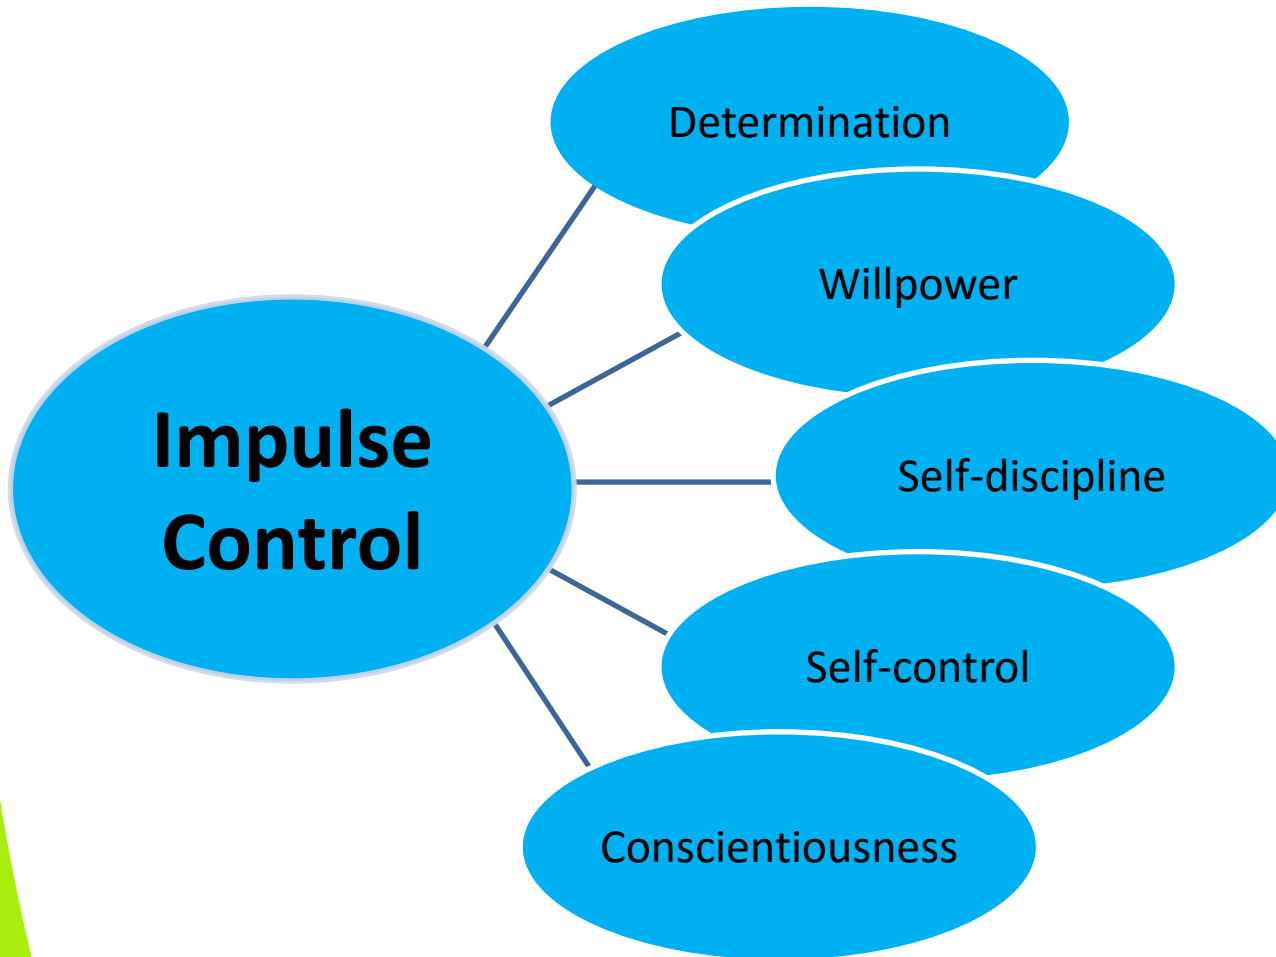 Determination
Willpower
Impulse
Control
Self-discipline
Self-control
Conscientiousness